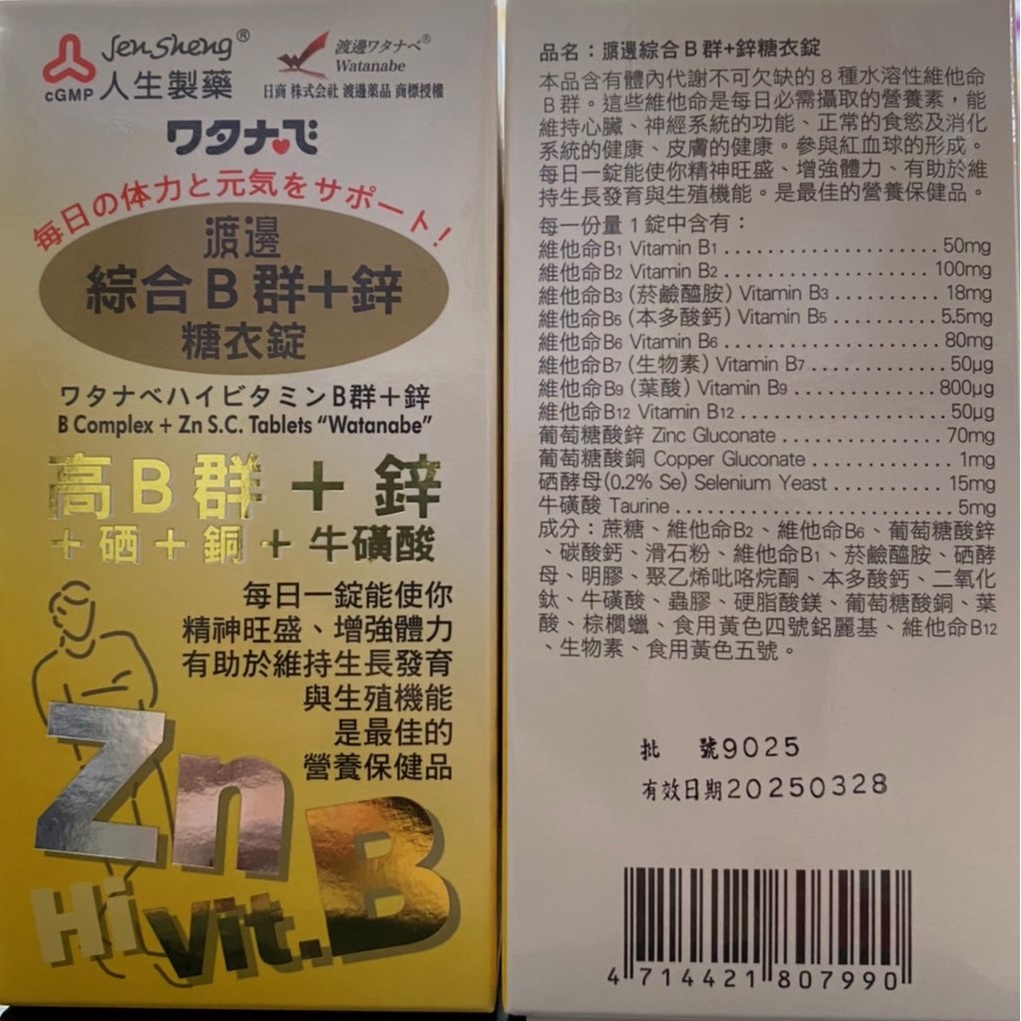 Jen Sheng®
cGMP 人生製藥
渡邊ワタナベ®
Watanabe
日商 株式会社 渡邊薬品 商標授權
ワタナベ
毎日の体力と元気をサポート!
渡邊
綜合B群+鋅
糖衣錠
ワタナベハイビタミンB群+鋅
B Complex + Zn S.C. Tablets “Watanabe”
高B群+鋅
+硒+銅+牛磺酸
每日一錠能使你
精神旺盛、增強體力
有助於維持生長發育
與生殖機能
是最佳的
營養保健品
Zn
Hi Vit. B
品名:渡邊綜合B群+鋅糖衣錠
本品含有體內代謝不可欠缺的8種水溶性維他命
B群。這些維他命是每日必需攝取的營養素,能
維持心臟、神經系統的功能、正常的食慾及消化
系統的健康、皮膚的健康。參與紅血球的形成。
每日一錠能使你精神旺盛、增強體力、有助於維
持生長發育與生殖機能。是最佳的營養保健品。
每一份量1錠中含有:
維他命B1 Vitamin B1 ........................ 50mg
維他命B2 Vitamin B2 ....................... 100mg
維他命B3 (菸鹼醯胺) Vitamin B3 .......... 18mg
維他命B5 (本多酸鈣) Vitamin B5 .......... 5.5mg
維他命B6 Vitamin B6 ........................ 80mg
維他命B7 (生物素) Vitamin B7 .............. 50μg
維他命B9 (葉酸) Vitamin B9 ............... 800μg
維他命B12 Vitamin B12 ..................... 50μg
葡萄糖酸鋅 Zinc Gluconate ................. 70mg
葡萄糖酸銅 Copper Gluconate .............. 1mg
硒酵母(0.2% Se) Selenium Yeast .......... 15mg
牛磺酸 Taurine .............................. 5mg
成分:蔗糖、維他命B2、維他命B6、葡萄糖酸鋅
、碳酸鈣、滑石粉、維他命B1、菸鹼醯胺、硒酵
母、明膠、聚乙烯吡咯烷酮、本多酸鈣、二氧化
鈦、牛磺酸、蟲膠、硬脂酸鎂、葡萄糖酸銅、葉
酸、棕櫚蠟、食用黃色四號鋁麗基、維他命B12
、生物素、食用黃色五號。
批 號9025
有效日期20250328
4 714421 807990